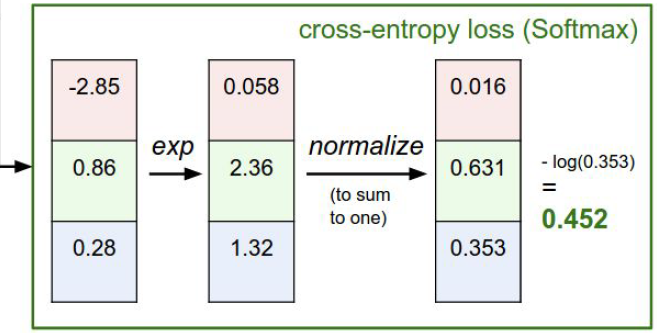 cross-entropy loss (Softmax)
-2.85
0.86
0.28
exp
0.058
2.36
1.32
normalize
(to sum
to one)
0.016
0.631
0.353
- log(0.353)
=
0.452